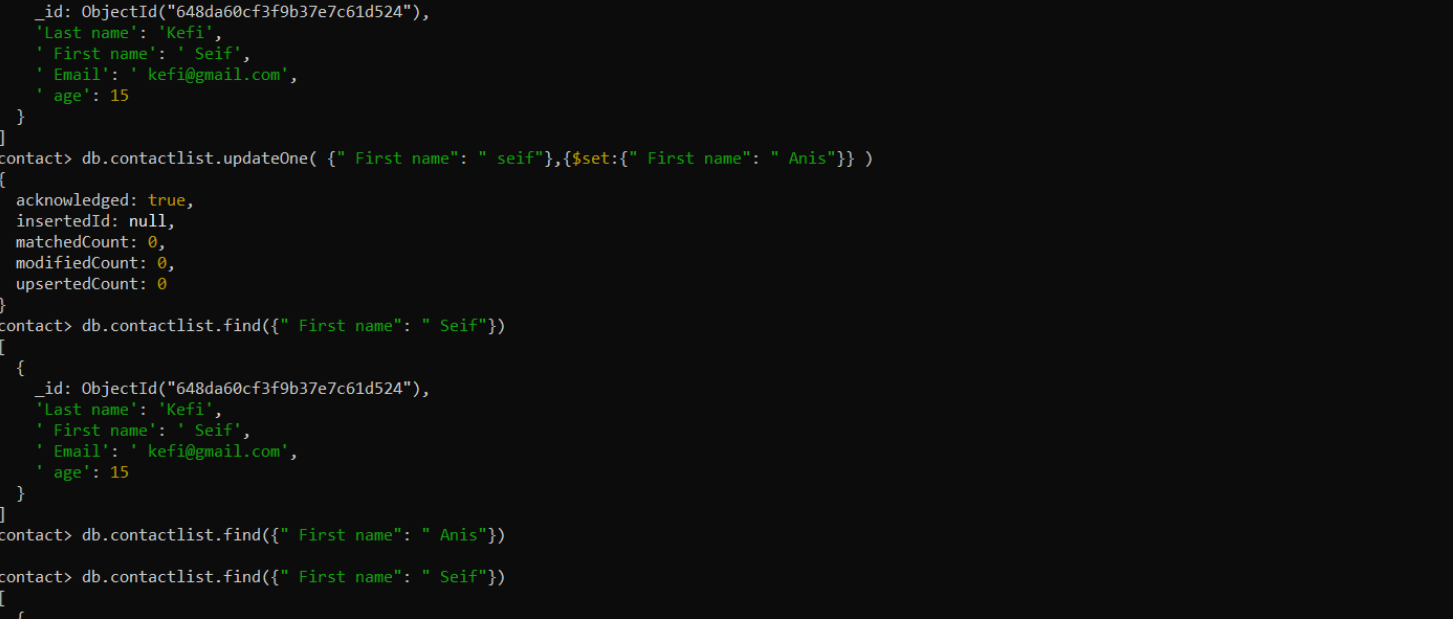 _id: ObjectId("648da60cf3f9b37e7c61d524"),
'Last name': 'Kefi',
' First name': ' Seif',
' Email': ' kefi@gmail.com',
' age': 15
}
]
contact> db.contactlist.updateOne( {" First name": " seif"},{$set:{" First name": " Anis"}} )
{
acknowledged: true,
insertedId: null,
matchedCount: 0,
modifiedCount: 0,
upsertedCount: 0
}
contact> db.contactlist.find({" First name": " Seif"})
[
{
_id: ObjectId("648da60cf3f9b37e7c61d524"),
'Last name': 'Kefi',
' First name': ' Seif',
' Email': ' kefi@gmail.com',
' age': 15
}
]
contact> db.contactlist.find({" First name": " Anis"})
contact> db.contactlist.find({" First name": " Seif"})
[
{